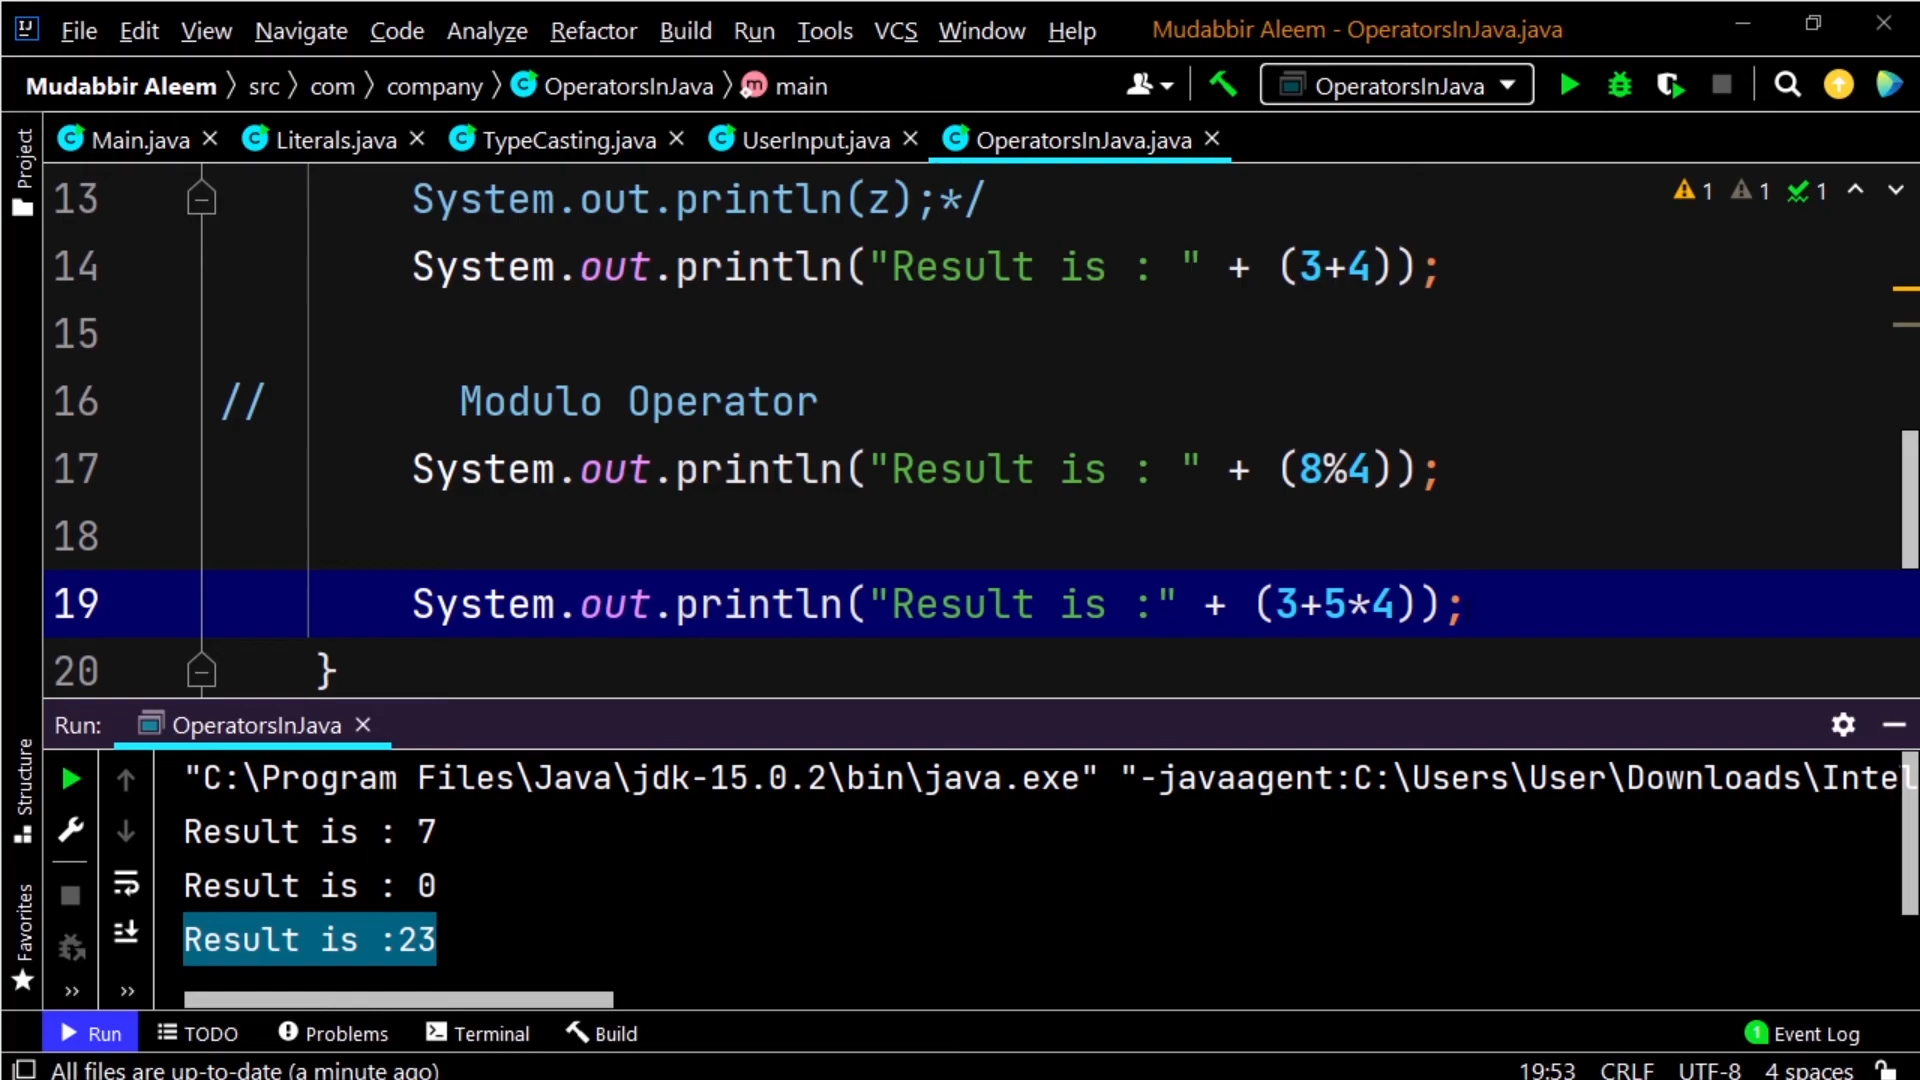 File Edit View Navigate Code Analyze Refactor Build Run Tools VCS Window Help Mudabbir Aleem - OperatorsInJava.java
Mudabbir Aleem src com company OperatorsInJava main OperatorsInJava
Main.java Literals.java TypeCasting.java UserInput.java OperatorsInJava.java
Project
13 System.out.println(z);*/
1 1 1
14 System.out.println("Result is : " + (3+4));
15
16 // Modulo Operator
17 System.out.println("Result is : " + (8%4));
18
19 System.out.println("Result is :" + (3+5*4));
20 }
Run: OperatorsInJava
Structure
Favorites
"C:\Program Files\Java\jdk-15.0.2\bin\java.exe" "-javaagent:C:\Users\User\Downloads\Intel
Result is : 7
Result is : 0
Result is :23
Run TODO Problems Terminal Build 1 Event Log
All files are up-to-date (a minute ago) 19:53 CRLF UTF-8 4 spaces